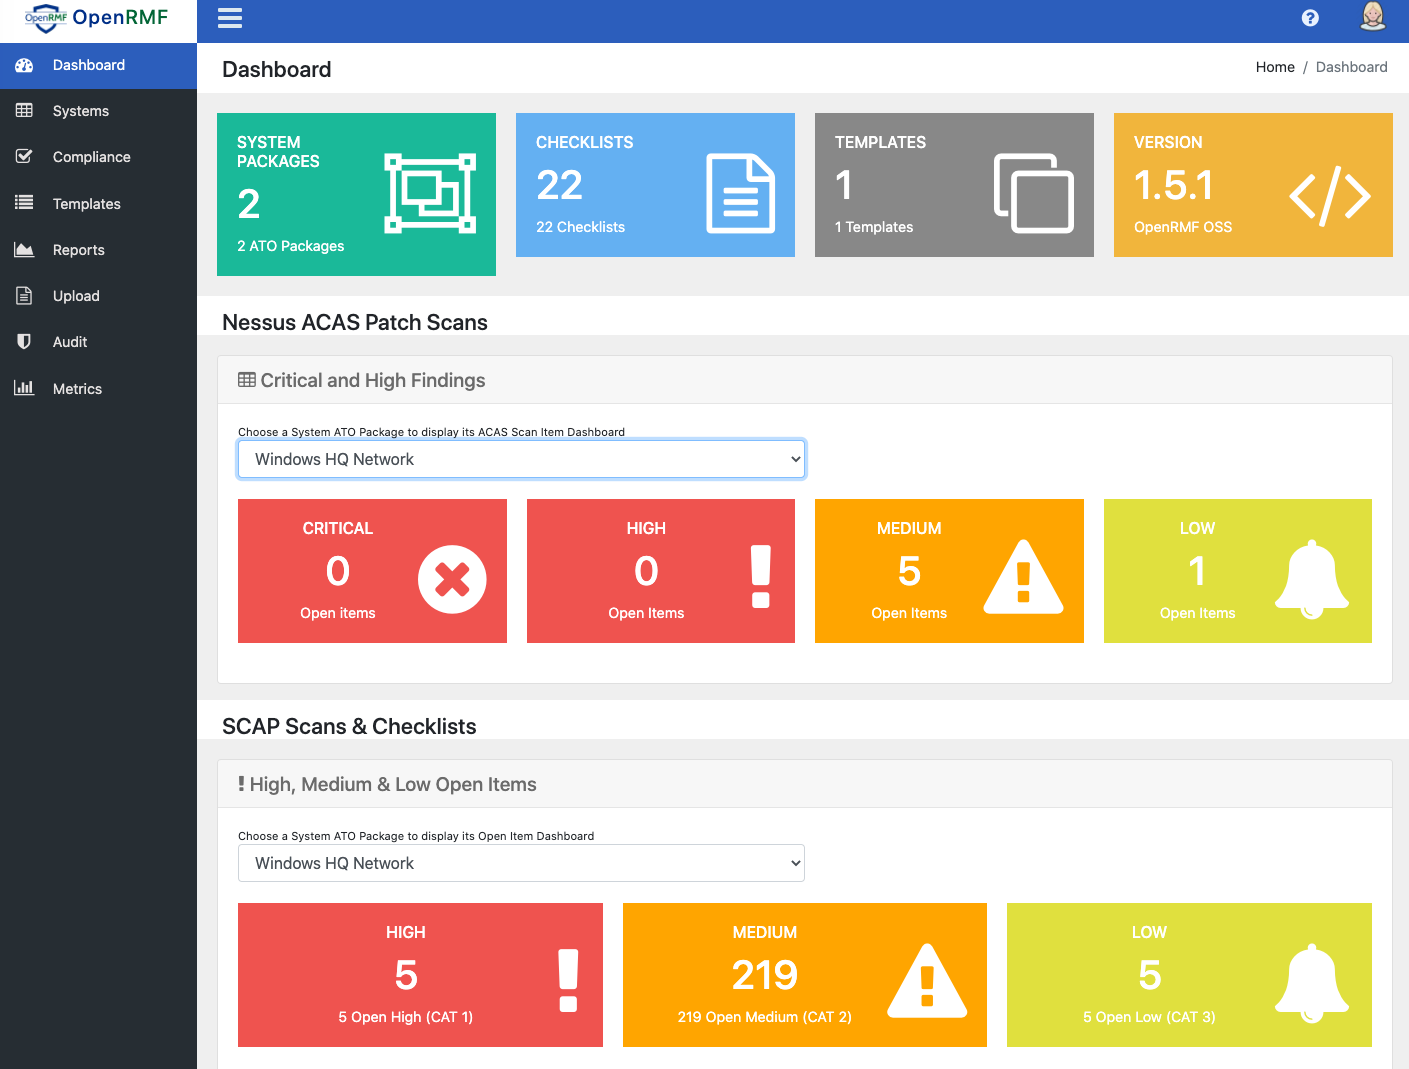 OpenRMF OpenRMF
Dashboard
Systems
Compliance
Templates
Reports
Upload
Audit
Metrics
Dashboard
Home / Dashboard
SYSTEM
PACKAGES
2
2 ATO Packages
CHECKLISTS
22
22 Checklists
TEMPLATES
1
1 Templates
VERSION
1.5.1
OpenRMF OSS
Nessus ACAS Patch Scans
Critical and High Findings
Choose a System ATO Package to display its ACAS Scan Item Dashboard
Windows HQ Network
CRITICAL
0
Open items
HIGH
0
Open Items
MEDIUM
5
Open Items
LOW
1
Open Items
SCAP Scans & Checklists
High, Medium & Low Open Items
Choose a System ATO Package to display its Open Item Dashboard
Windows HQ Network
HIGH
5
5 Open High (CAT 1)
MEDIUM
219
219 Open Medium (CAT 2)
LOW
5
5 Open Low (CAT 3)